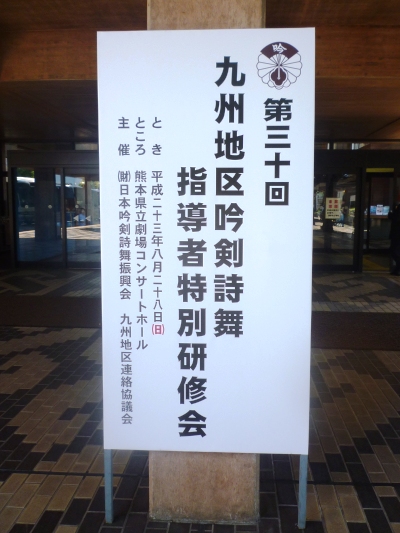 吟
第三十回
九州地区吟剣詩舞
指導者特別研修会
とき 平成二十三年八月二十八日(日)
ところ 熊本県立劇場コンサートホール
主催 (財)日本吟剣詩舞振興会 九州地区連絡協議会